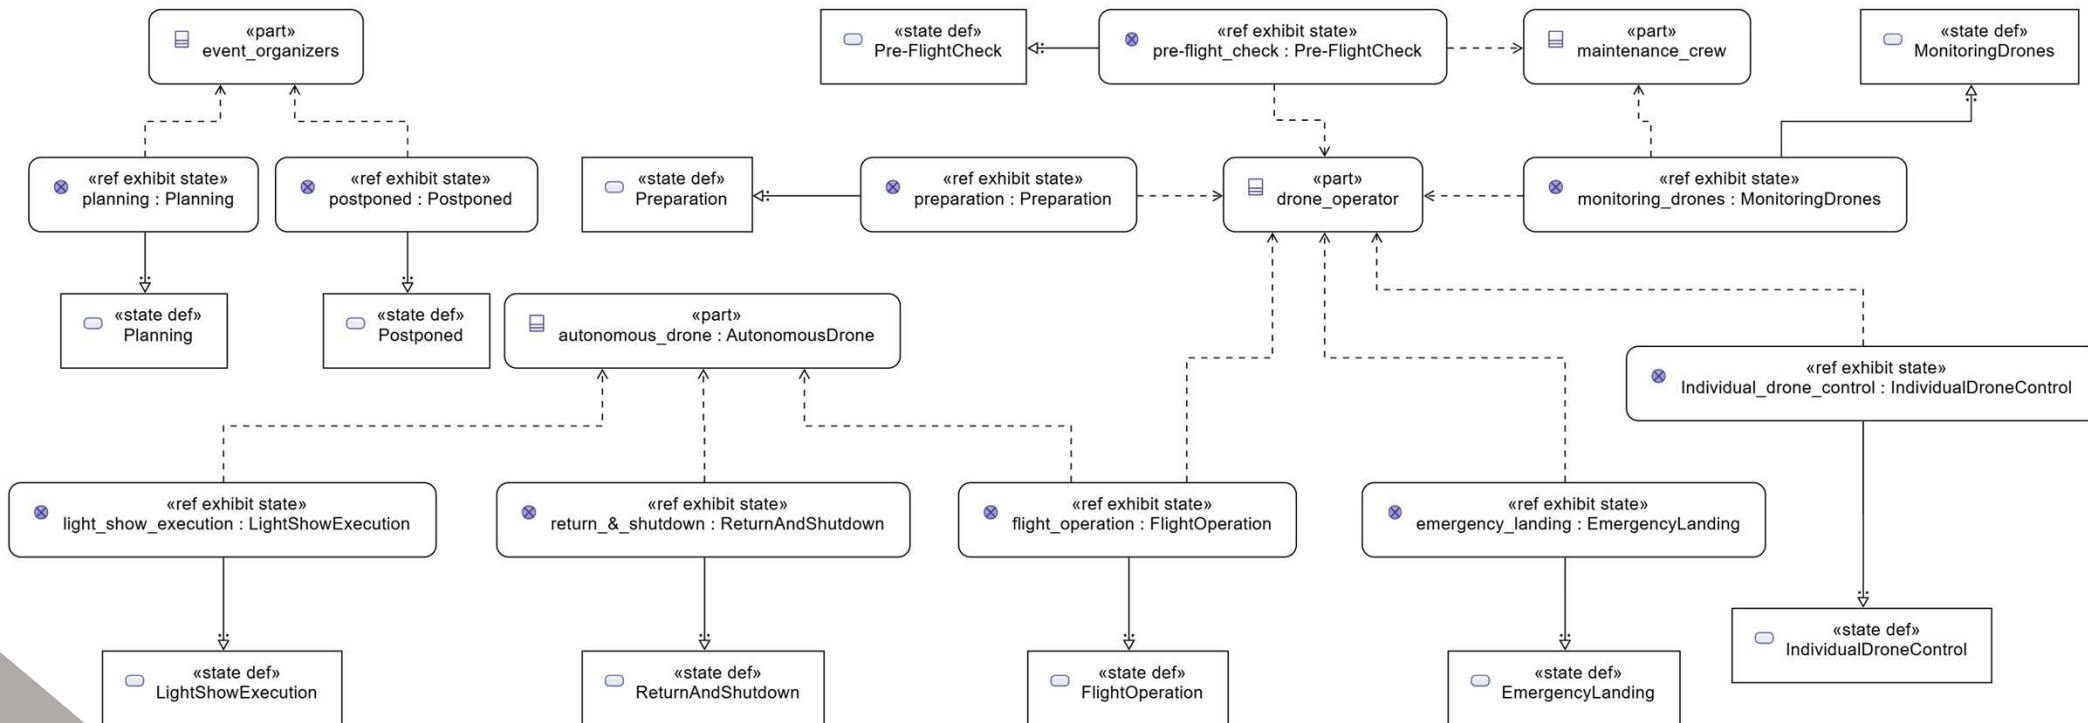 «part»
event_organizers
«state def»
Pre-FlightCheck
«ref exhibit state»
pre-flight_check : Pre-FlightCheck
«part»
maintenance_crew
«state def»
MonitoringDrones
«ref exhibit state»
planning : Planning
«ref exhibit state»
postponed : Postponed
«state def»
Preparation
«ref exhibit state»
preparation : Preparation
«part»
drone_operator
«ref exhibit state»
monitoring_drones : MonitoringDrones
«state def»
Planning
«state def»
Postponed
«part»
autonomous_drone : AutonomousDrone
«ref exhibit state»
Individual_drone_control : IndividualDroneControl
«ref exhibit state»
light_show_execution : LightShowExecution
«ref exhibit state»
return_&_shutdown : ReturnAndShutdown
«ref exhibit state»
flight_operation : FlightOperation
«ref exhibit state»
emergency_landing : EmergencyLanding
«state def»
IndividualDroneControl
«state def»
LightShowExecution
«state def»
ReturnAndShutdown
«state def»
FlightOperation
«state def»
EmergencyLanding